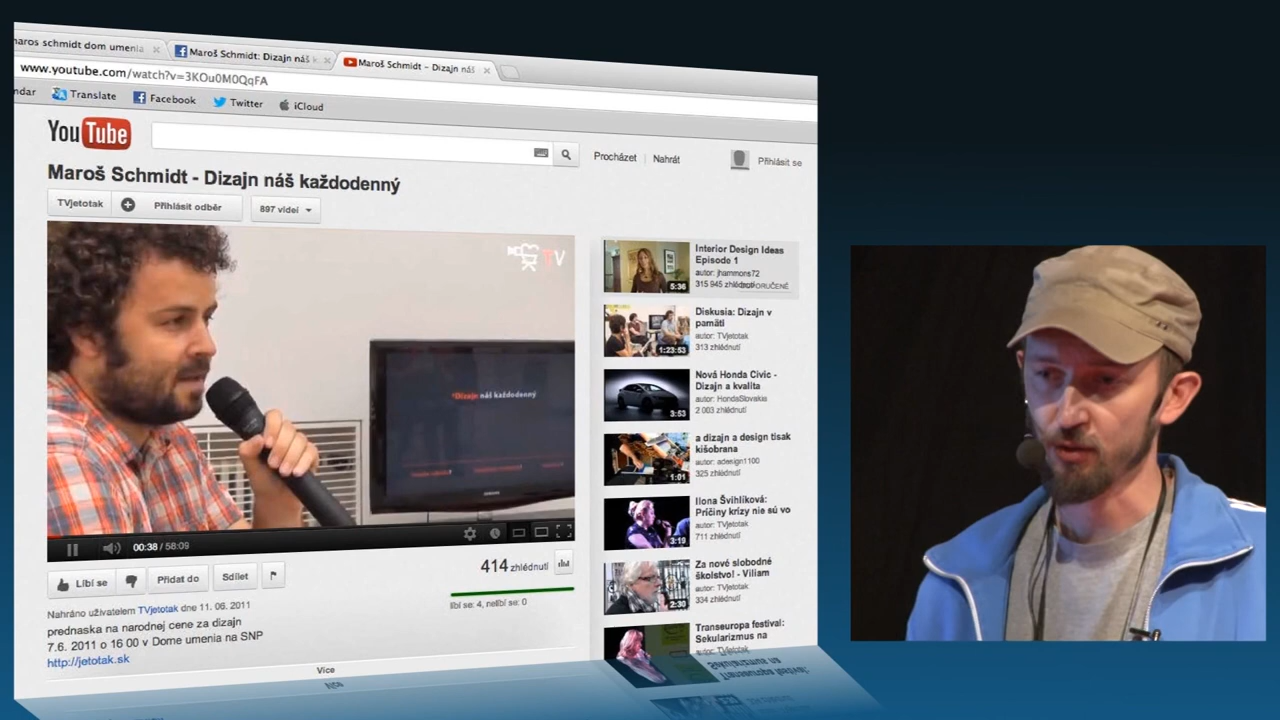 maros schmidt dom umenia
Maroš Schmidt: Dizajn náš k
Maroš Schmidt – Dizajn náš
www.youtube.com/watch?v=3KOu0M0QqFA
ndar
Translate
Facebook
Twitter
iCloud
YouTube
Procházet
Nahrát
Přihlásit se
Maroš Schmidt - Dizajn náš každodenný
TVjetotak
Přihlásit odběr
897 videí
TV
*Dizajn náš každodenný
SAMSUNG
00:38 / 58:09
Líbí se
Přidat do
Sdílet
414 zhlédnutí
líbí se: 4, nelíbí se: 0
Nahráno uživatelem TVjetotak dne 11. 06. 2011
prednaska na narodnej cene za dizajn
7.6. 2011 o 16 00 v Dome umenia na SNP
http://jetotak.sk
Více
Interior Design Ideas
Episode 1
autor: jhammons72
315 945 zhlédnutí
DOPORUČENÉ
5:36
Diskusia: Dizajn v
pamäti
autor: TVjetotak
313 zhlédnutí
1:23:53
Nová Honda Civic -
Dizajn a kvalita
autor: HondaSlovakia
2 003 zhlédnutí
3:53
a dizajn a design tisak
kišobrana
autor: adesign1100
325 zhlédnutí
1:01
Ilona Švihlíková:
Príčiny krízy nie sú vo
autor: TVjetotak
711 zhlédnutí
3:19
Za nové slobodné
školstvo! - Viliam
autor: TVjetotak
334 zhlédnutí
2:30
Transeuropa festival:
Sekularizmus na
autor: TVjetotak